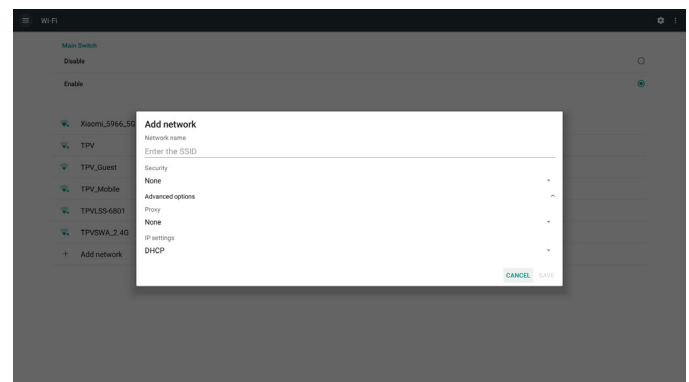 Wi-Fi
Main Switch
Disable
Enable
Xiaomi_5966_5G
TPV
TPV_Guest
TPV_Mobile
TPVLSS-6801
TPVSWA_2.4G
Add network
Add network
Network name
Enter the SSID
Security
None
Advanced options
Proxy
None
IP settings
DHCP
CANCEL SAVE